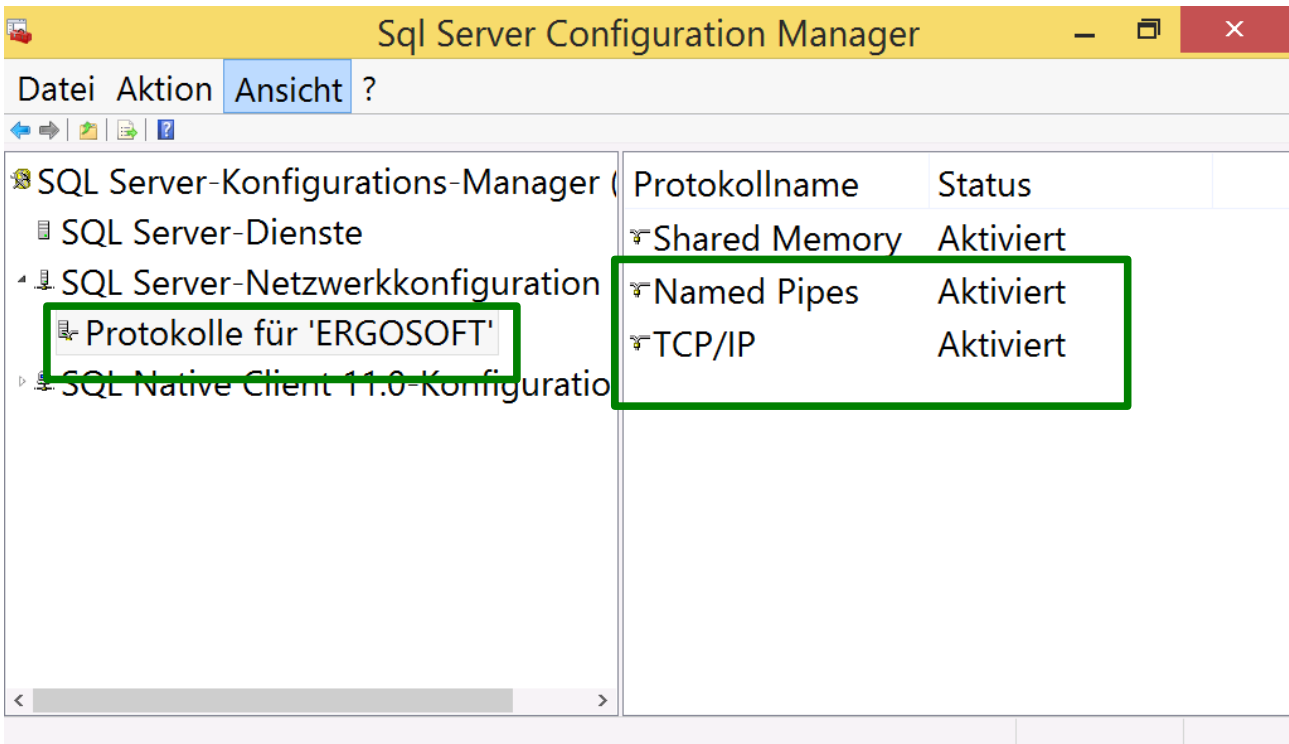 Sql Server Configuration Manager
Datei Aktion Ansicht ?
SQL Server-Konfigurations-Manager (
SQL Server-Dienste
SQL Server-Netzwerkkonfiguration
Protokolle für 'ERGOSOFT'
SQL Native Client 11.0-Konfiguratio
Protokollname Status
Shared Memory Aktiviert
Named Pipes Aktiviert
TCP/IP Aktiviert